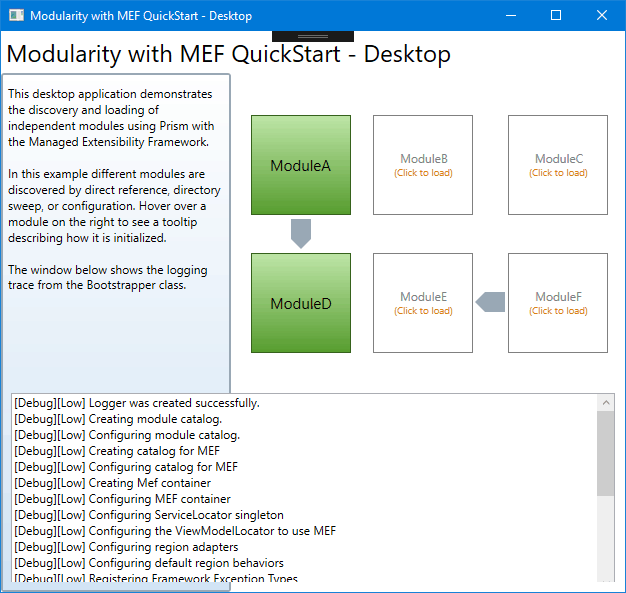 Modularity with MEF QuickStart - Desktop
Modularity with MEF QuickStart - Desktop
This desktop application demonstrates
the discovery and loading of
independent modules using Prism with
the Managed Extensibility Framework.
In this example different modules are
discovered by direct reference, directory
sweep, or configuration. Hover over a
module on the right to see a tooltip
describing how it is initialized.
The window below shows the logging
trace from the Bootstrapper class.
ModuleA
ModuleB
(Click to load)
ModuleC
(Click to load)
ModuleD
ModuleE
(Click to load)
ModuleF
(Click to load)
[Debug][Low] Logger was created successfully.
[Debug][Low] Creating module catalog.
[Debug][Low] Configuring module catalog.
[Debug][Low] Creating catalog for MEF
[Debug][Low] Configuring catalog for MEF
[Debug][Low] Creating Mef container
[Debug][Low] Configuring MEF container
[Debug][Low] Configuring ServiceLocator singleton
[Debug][Low] Configuring the ViewModelLocator to use MEF
[Debug][Low] Configuring region adapters
[Debug][Low] Configuring default region behaviors
[Debug][Low] Registering Framework Exception Types